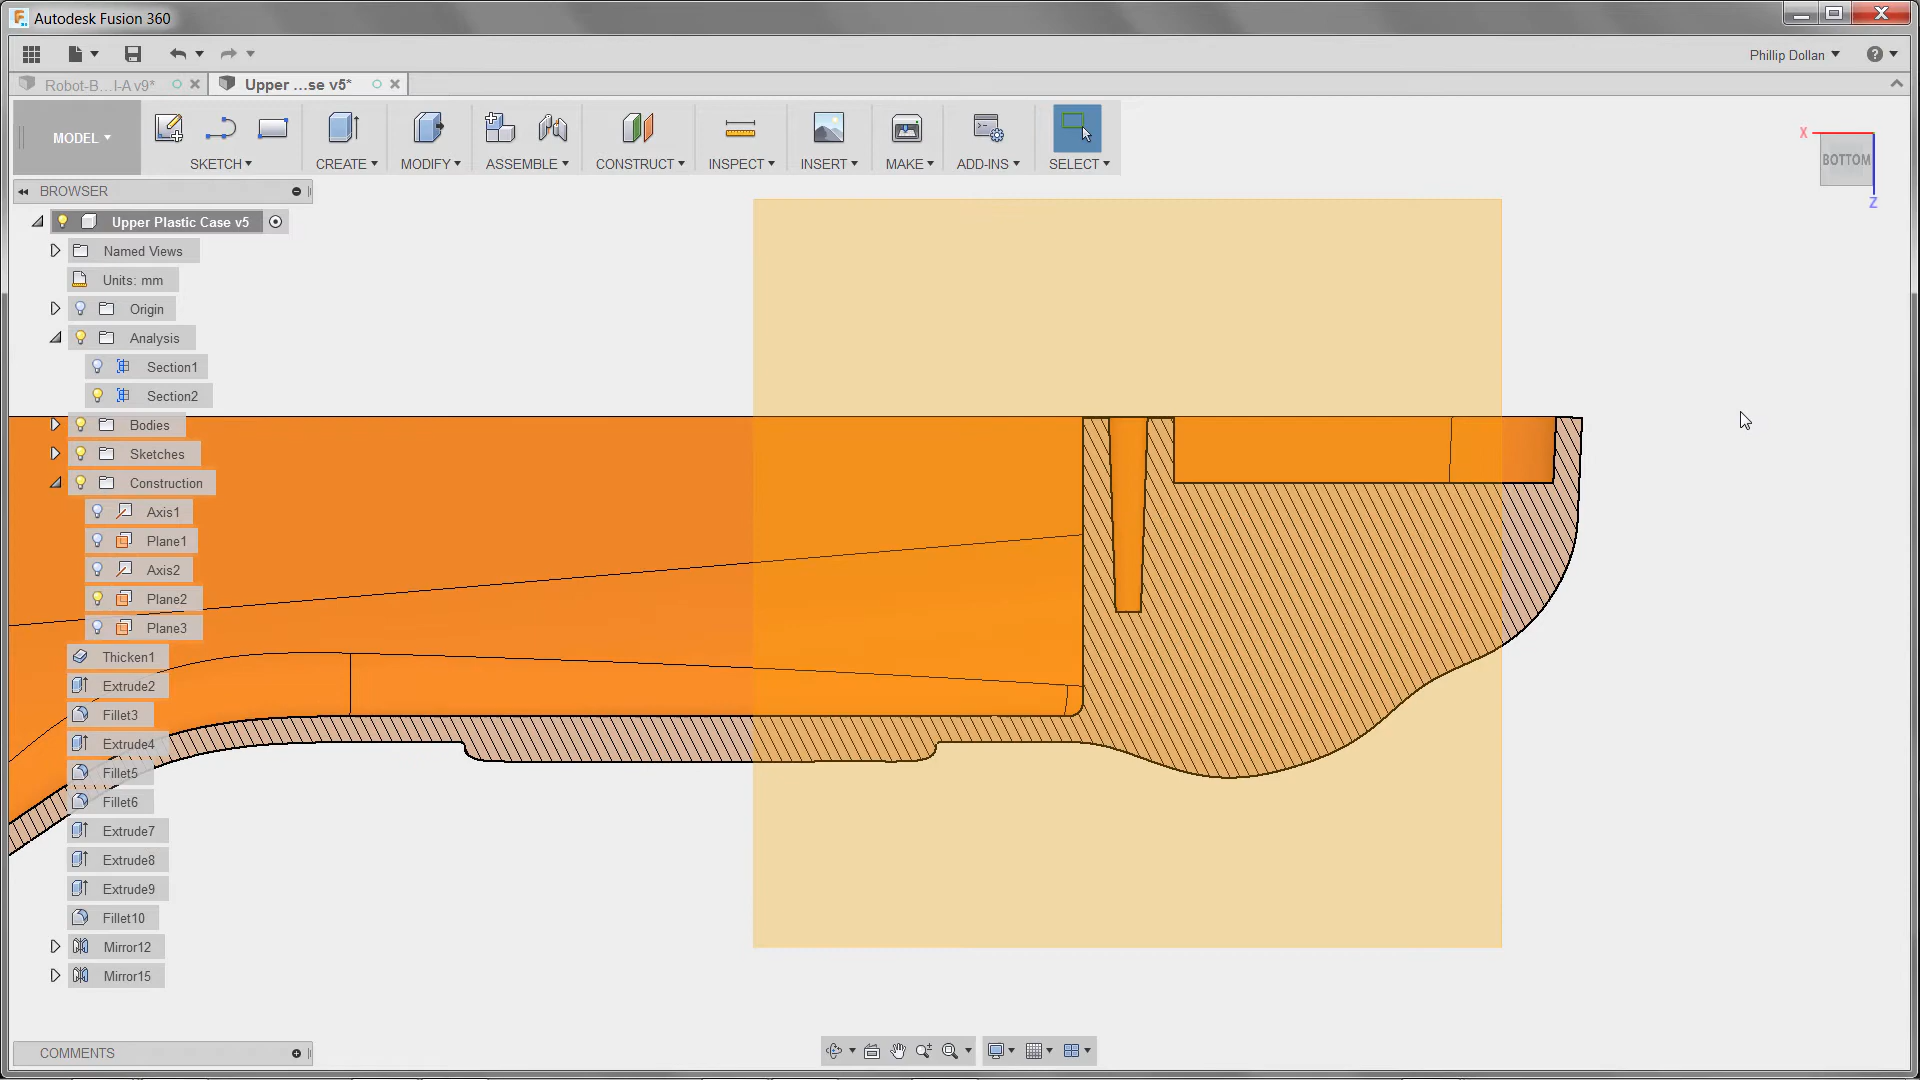 Autodesk Fusion 360
Phillip Dollan
Robot-B...I-A v9*
Upper ...se v5*
MODEL
SKETCH
CREATE
MODIFY
ASSEMBLE
CONSTRUCT
INSPECT
INSERT
MAKE
ADD-INS
SELECT
X
BOTTOM
Z
BROWSER
Upper Plastic Case v5
Named Views
Units: mm
Origin
Analysis
Section1
Section2
Bodies
Sketches
Construction
Axis1
Plane1
Axis2
Plane2
Plane3
Thicken1
Extrude2
Fillet3
Extrude4
Fillet5
Fillet6
Extrude7
Extrude8
Extrude9
Fillet10
Mirror12
Mirror15
COMMENTS